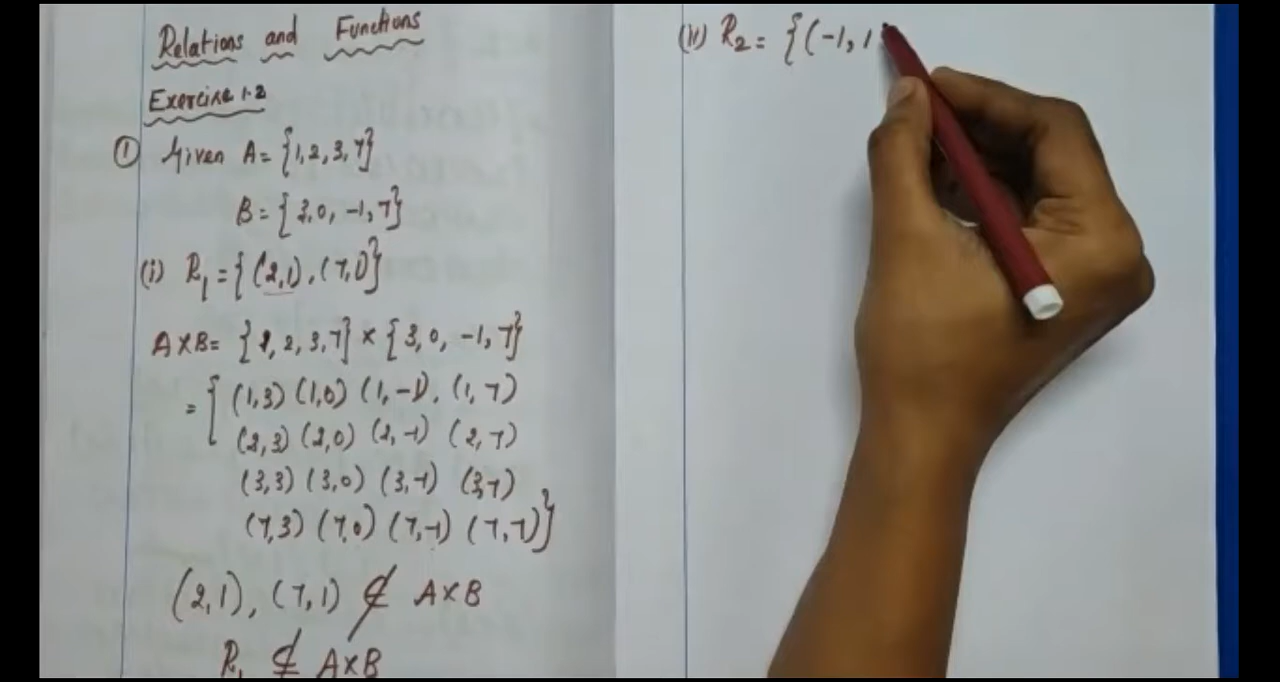 Relations and Functions
Exercise 1.2
① Given A = {1, 2, 3, 7}
B = {3, 0, -1, 7}
(i) R₁ = {(2,1), (7,1)}
A×B = {1, 2, 3, 7} × {3, 0, -1, 7}
= { (1,3) (1,0) (1,-1), (1,7)
(2,3) (2,0) (2,-1) (2,7)
(3,3) (3,0) (3,-1) (3,7)
(7,3) (7,0) (7,-1) (7,7) }
(2,1), (7,1) ∉ A×B
R₁ ⊄ A×B
(ii) R₂ = {(-1, 1